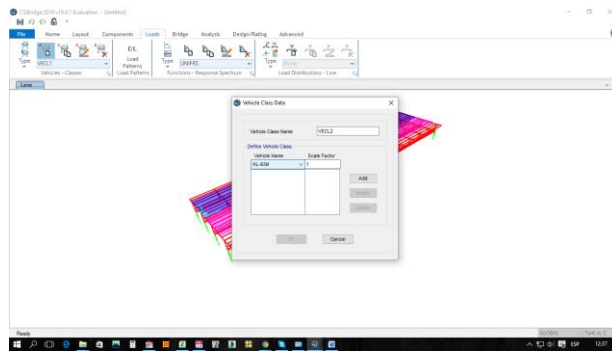 CSiBridge 2016 v18.0.1 Evaluation - (Untitled)
File Home Layout Components Loads Bridge Analysis Design/Rating Advanced
Type
VECL1
Vehicles - Classes
DL
Load
Patterns
Load Patterns
Type
UNIFRS
Functions - Response Spectrum
Type
None
Load Distributions - Line
Lane
Vehicle Class Data
Vehicle Class Name
VECL2
Define Vehicle Class
Vehicle Name
Scale Factor
HL-93M
1
Add
Modify
Delete
OK
Cancel
Ready
GLOBAL
Tonf, m, C
ESP
12:07